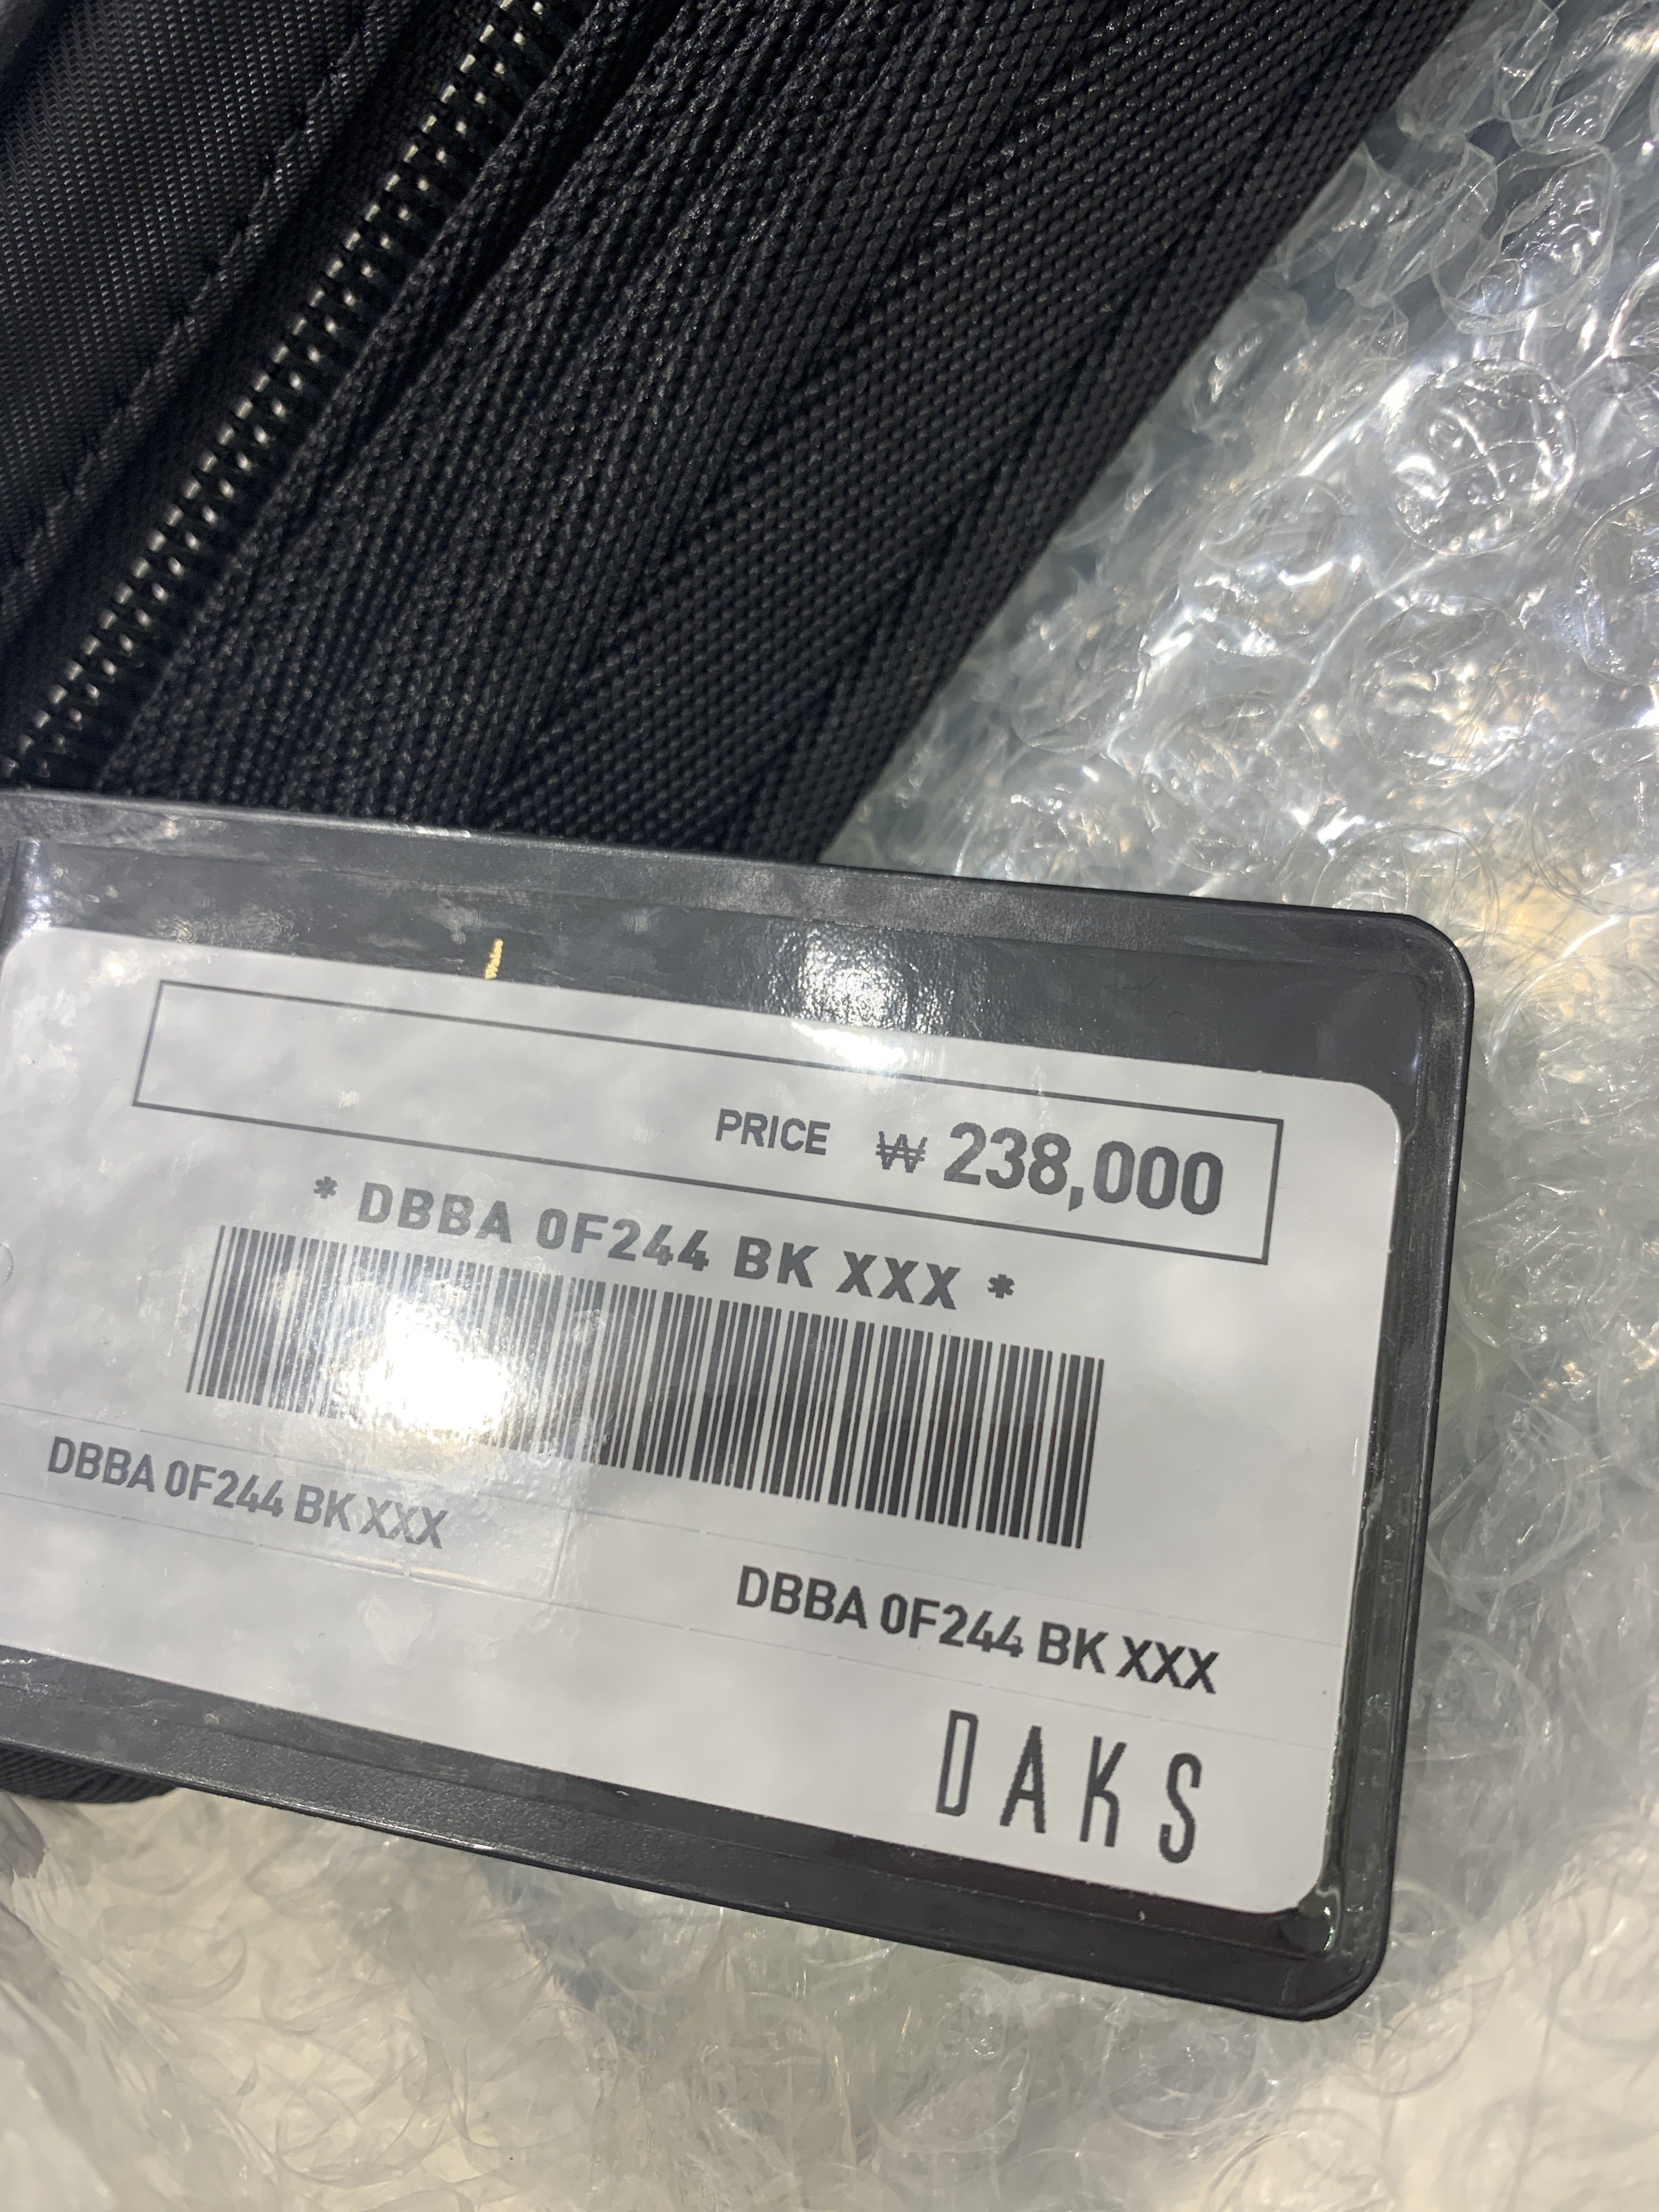 PRICE ₩ 238,000
* DBBA 0F244 BK XXX *
DBBA 0F244 BK XXX
DBBA 0F244 BK XXX
DAKS